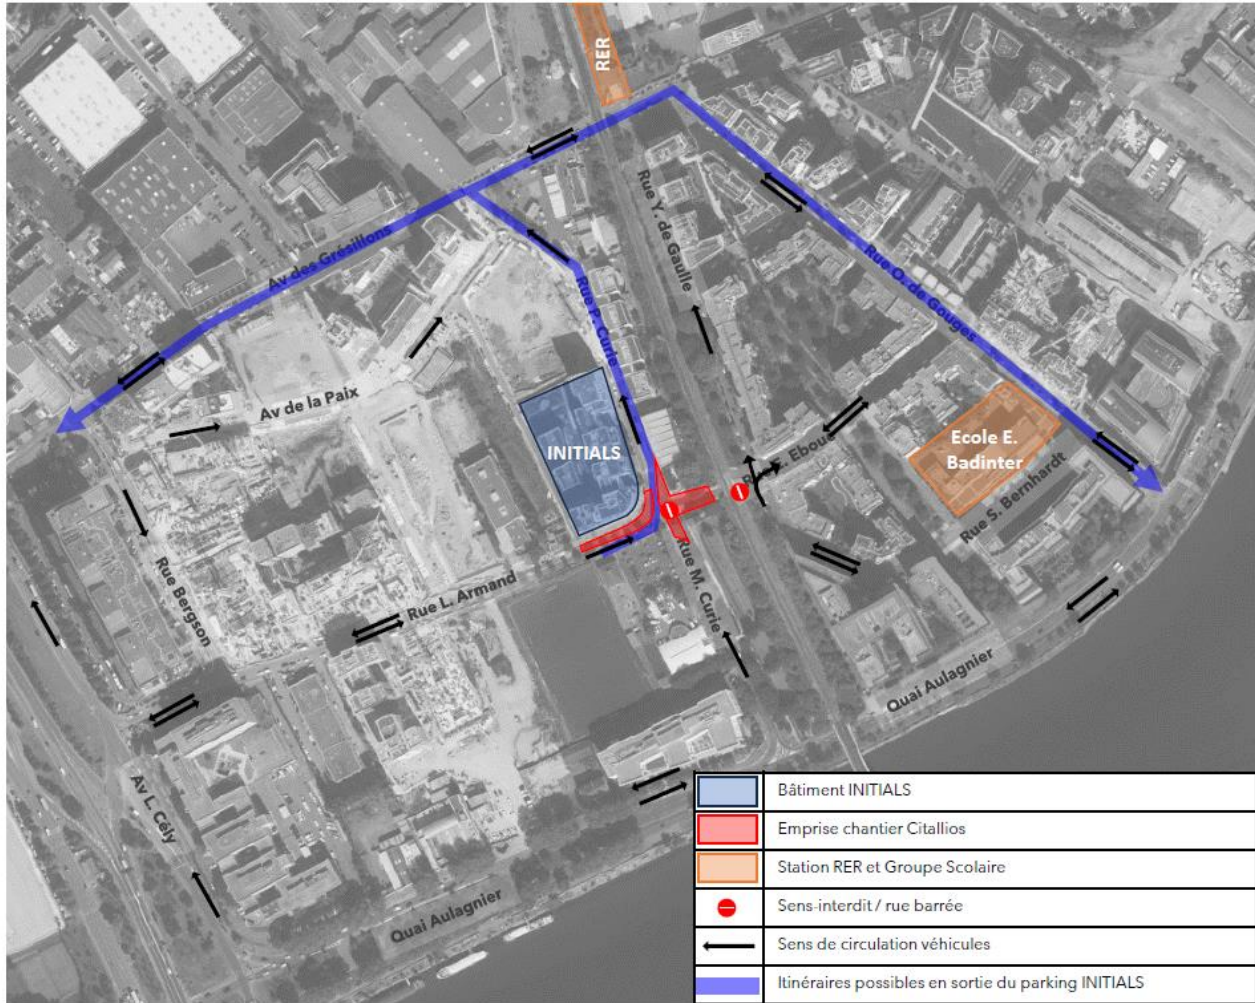 RER
Rue Y. de Gaulle
Av des Grésillons
Rue O. de Gouges
Rue P. Curie
Av de la Paix
INITIALS
Ecole E.
Badinter
Eboue
Rue S. Bernhardt
Rue Bergson
Rue L. Armand
Rue M. Curie
Quai Aulagnier
Av L. Cély
Quai Aulagnier
Bâtiment INITIALS
Emprise chantier Citallios
Station RER et Groupe Scolaire
Sens-interdit / rue barrée
Sens de circulation véhicules
Itinéraires possibles en sortie du parking INITIALS